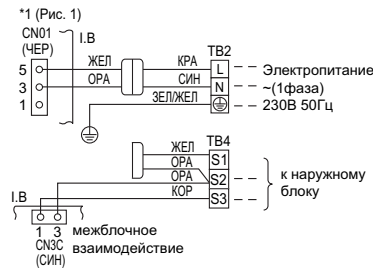 *1 (Рис. 1)
CN01
(ЧЕР)
I.B
5
3
1
ЖЕЛ
ОРА
КРА
СИН
ЗЕЛ/ЖЕЛ
TB2
L
N
Электропитание
~(1фаза)
230В 50Гц
TB4
ЖЕЛ
ОРА
ОРА
КОР
S1
S2
S3
к наружному
блоку
I.B
1 3
CN3C
(СИН)
межблочное
взаимодействие